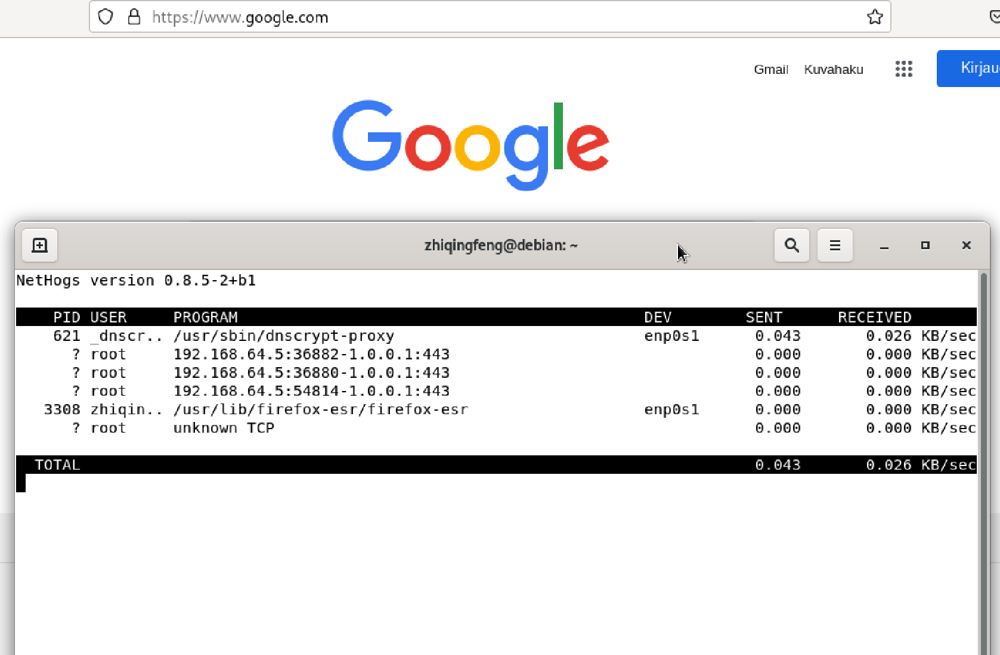 https://www.google.com
Gmail Kuvahaku
Google
zhiqingfeng@debian: ~
NetHogs version 0.8.5-2+b1
PID USER PROGRAM DEV SENT RECEIVED
621 _dnscr.. /usr/sbin/dnscrypt-proxy enp0s1 0.043 0.026 KB/sec
? root 192.168.64.5:36882-1.0.0.1:443 0.000 0.000 KB/sec
? root 192.168.64.5:36880-1.0.0.1:443 0.000 0.000 KB/sec
? root 192.168.64.5:54814-1.0.0.1:443 0.000 0.000 KB/sec
3308 zhiqin.. /usr/lib/firefox-esr/firefox-esr enp0s1 0.000 0.000 KB/sec
? root unknown TCP 0.000 0.000 KB/sec
TOTAL 0.043 0.026 KB/sec